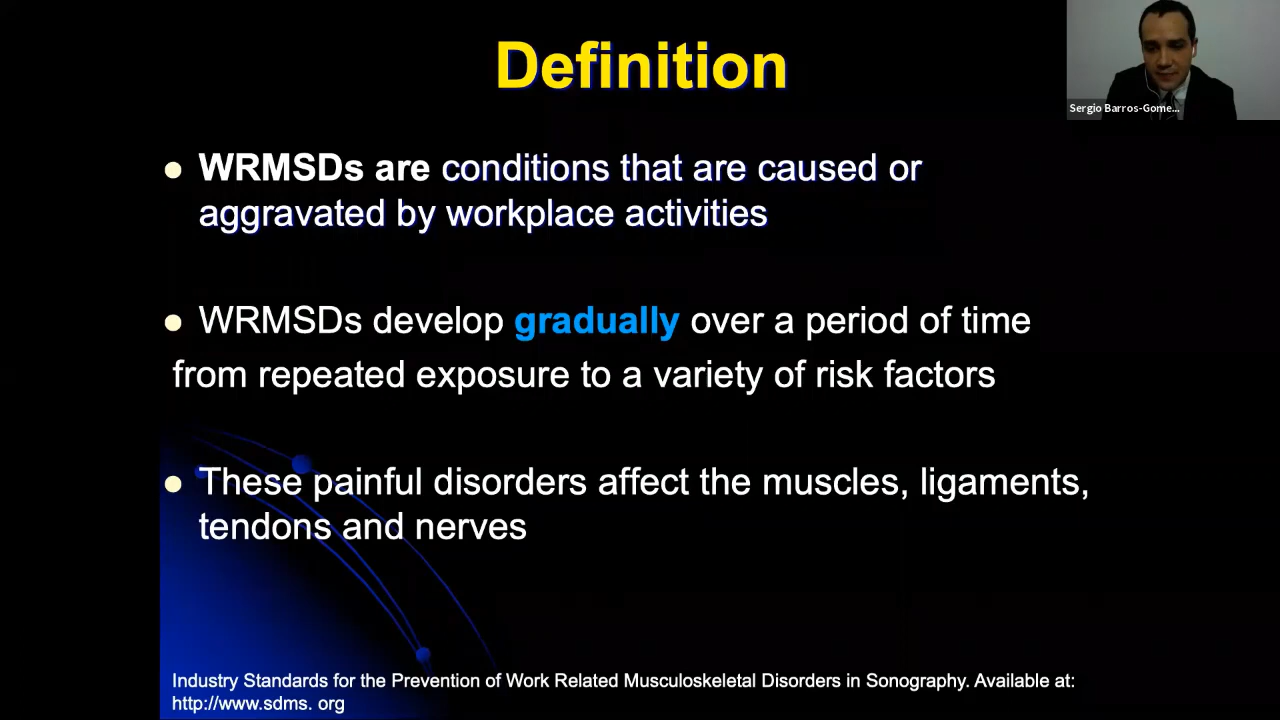 Definition
Sergio Barros-Gome...
● WRMSDs are conditions that are caused or
aggravated by workplace activities
● WRMSDs develop gradually over a period of time
from repeated exposure to a variety of risk factors
● These painful disorders affect the muscles, ligaments,
tendons and nerves
Industry Standards for the Prevention of Work Related Musculoskeletal Disorders in Sonography. Available at:
http://www.sdms. org